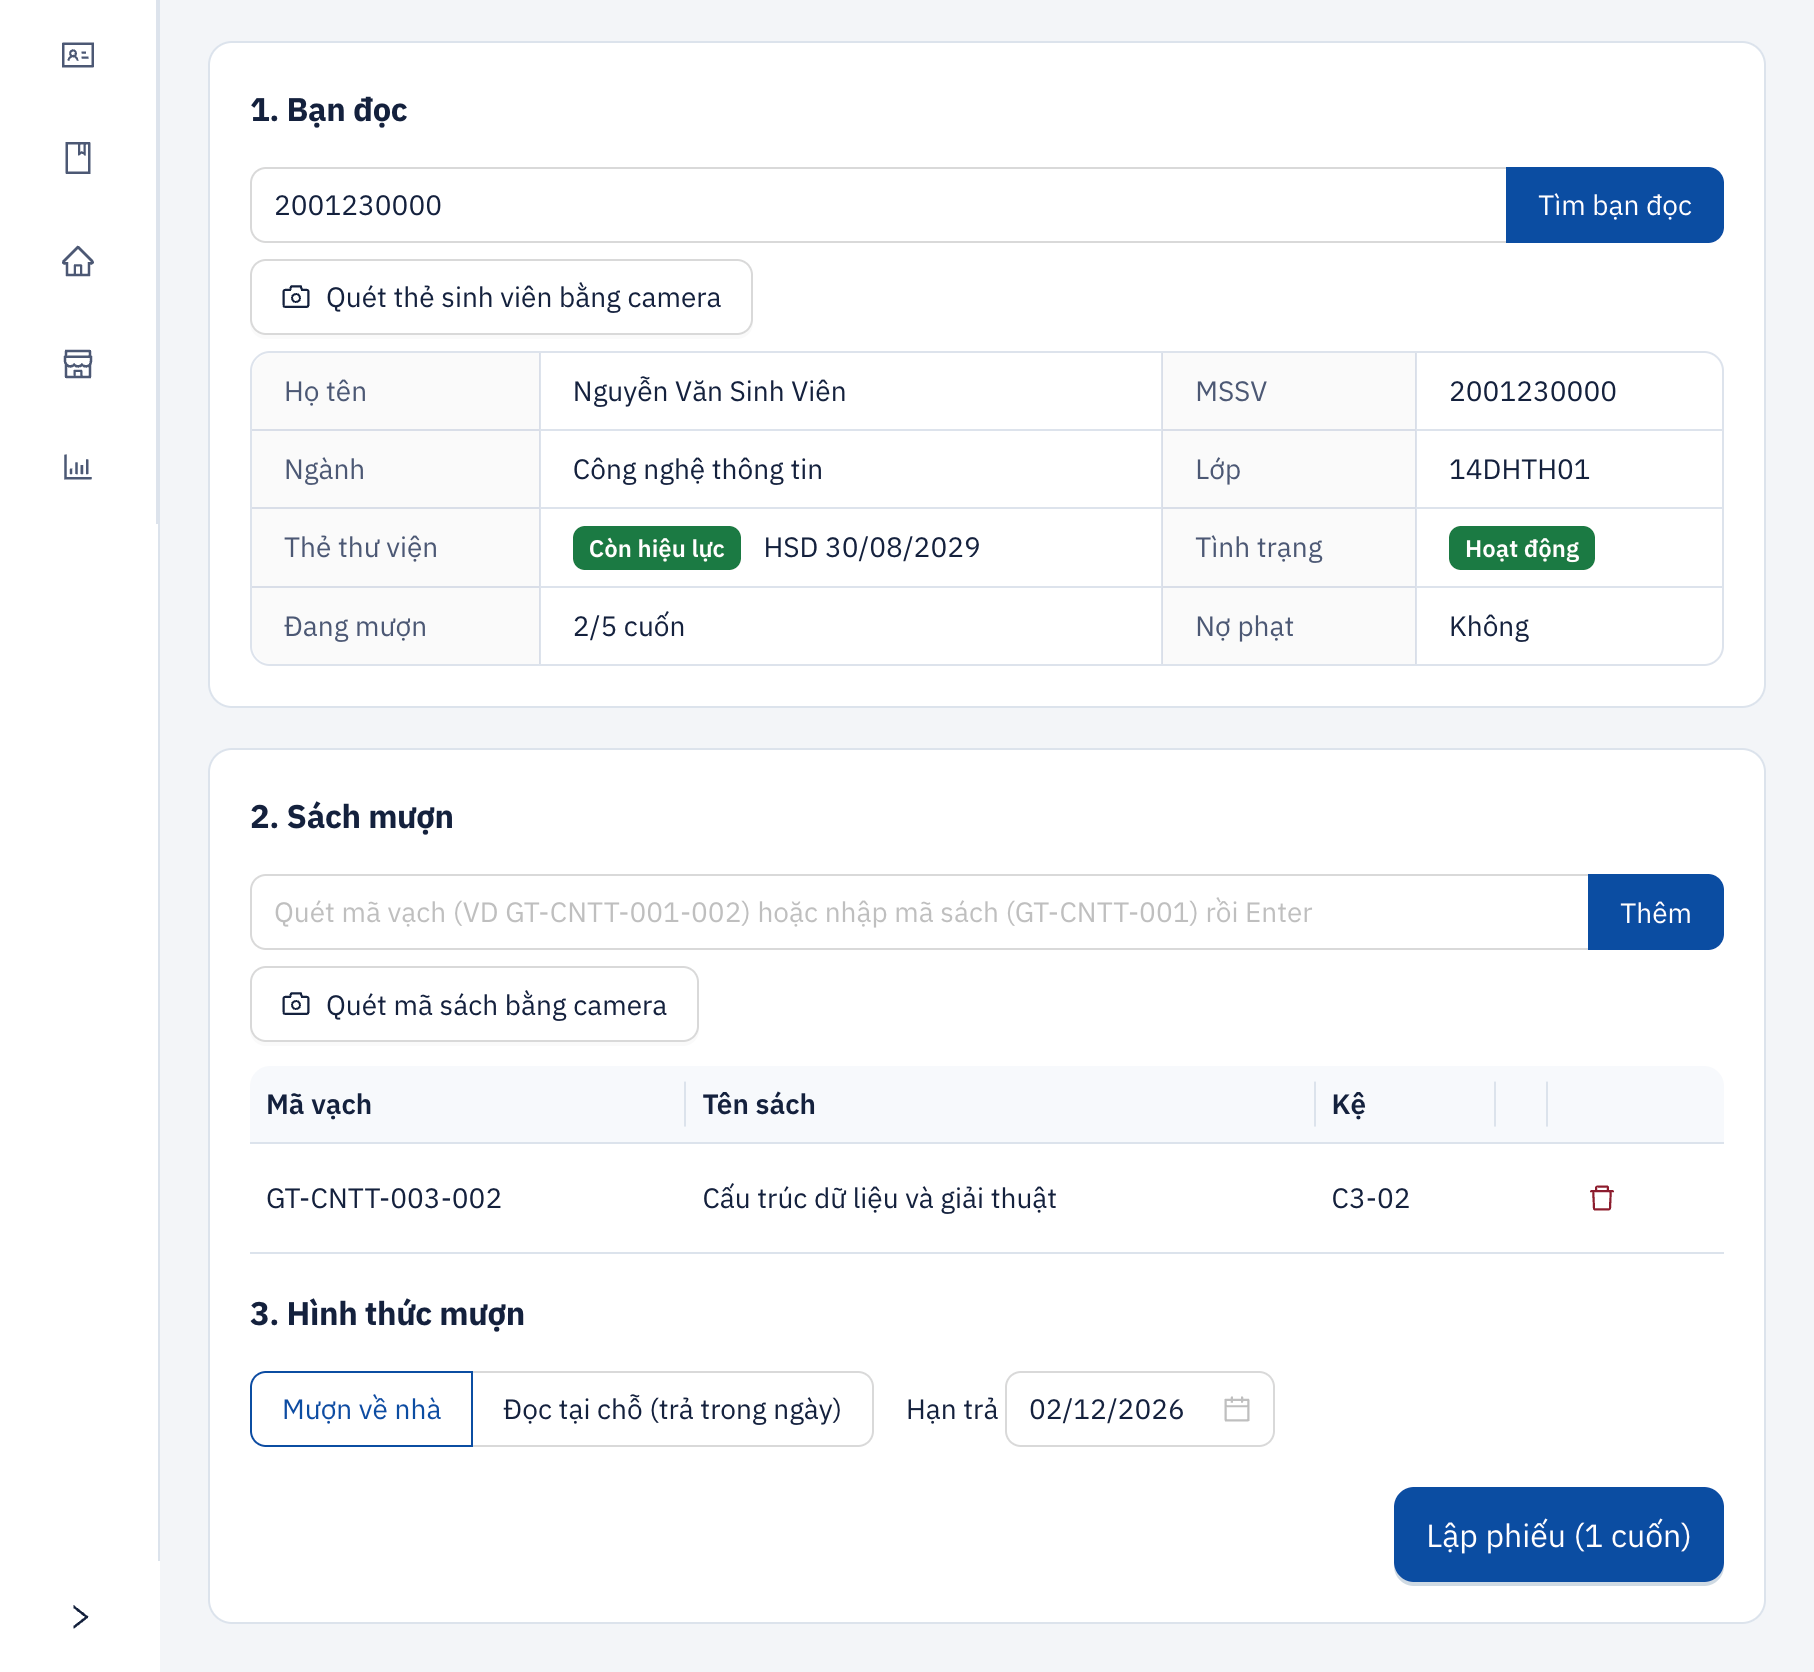 1. Bạn đọc
2001230000
Tìm bạn đọc
Quét thẻ sinh viên bằng camera
Họ tên Nguyễn Văn Sinh Viên MSSV 2001230000
Ngành Công nghệ thông tin Lớp 14DHTH01
Thẻ thư viện Còn hiệu lực HSD 30/08/2029 Tình trạng Hoạt động
Đang mượn 2/5 cuốn Nợ phạt Không
2. Sách mượn
Quét mã vạch (VD GT-CNTT-001-002) hoặc nhập mã sách (GT-CNTT-001) rồi Enter
Thêm
Quét mã sách bằng camera
Mã vạch Tên sách Kệ
GT-CNTT-003-002 Cấu trúc dữ liệu và giải thuật C3-02
3. Hình thức mượn
Mượn về nhà Đọc tại chỗ (trả trong ngày) Hạn trả 02/12/2026
Lập phiếu (1 cuốn)